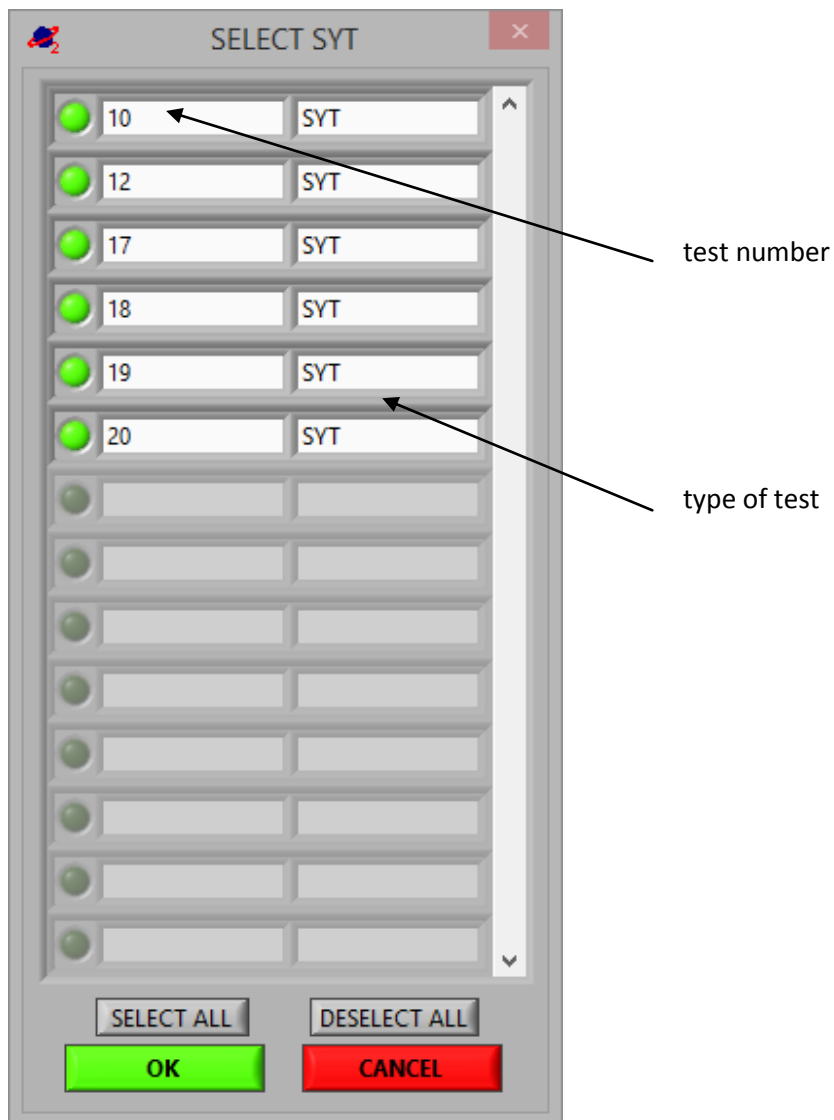 2 SELECT SYT
10 SYT
12 SYT
17 SYT
test number
18 SYT
19 SYT
20 SYT
type of test
SELECT ALL DESELECT ALL
OK CANCEL